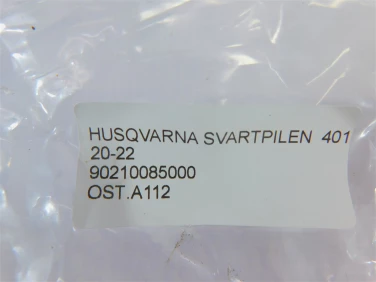 HUSQVARNA SVARTPILEN 401
20-22
90210085000
OST.A112